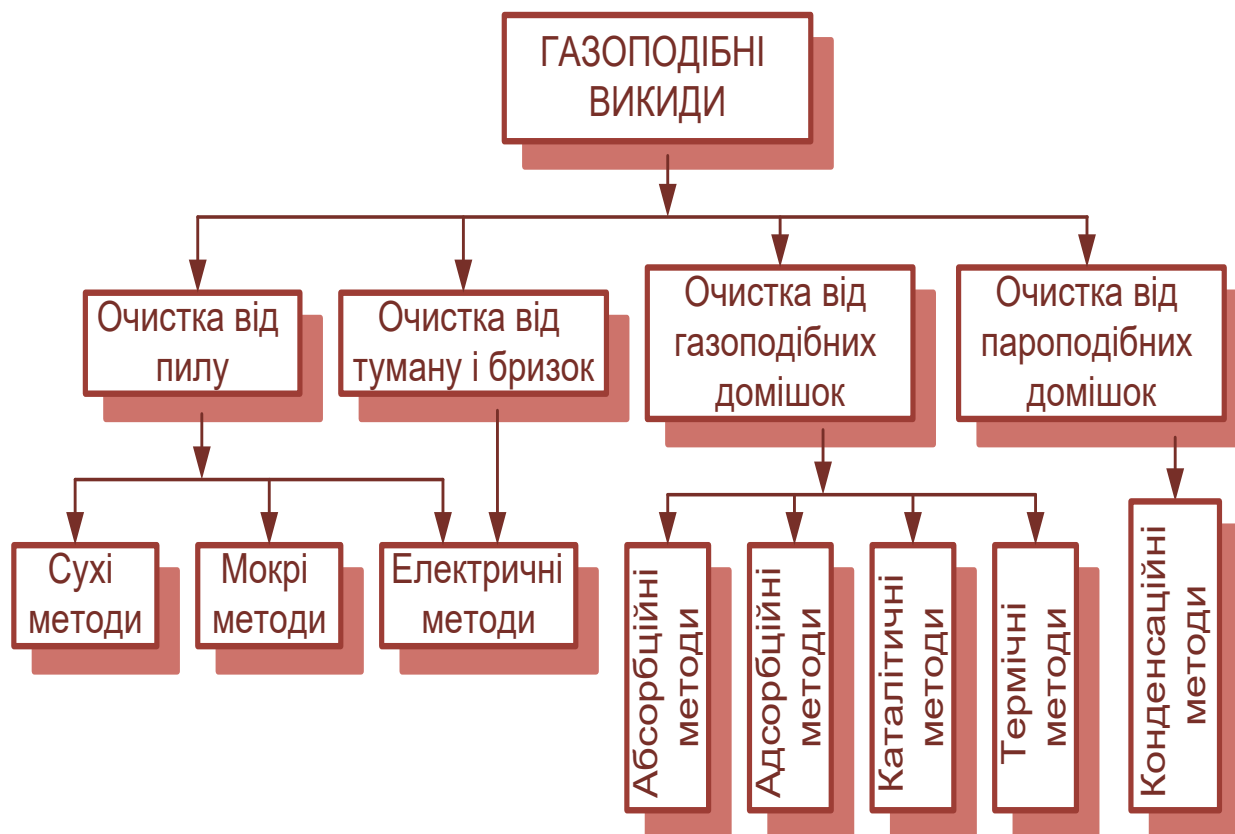 ГАЗОПОДІБНІ
ВИКИДИ
Очистка від
пилу
Очистка від
туману і бризок
Очистка від
газоподібних
домішок
Очистка від
пароподібних
домішок
Сухі
методи
Мокрі
методи
Електричні
методи
Абсорбційні
методи
Адсорбційні
методи
Каталітичні
методи
Термічні
методи
Конденсаційні
методи